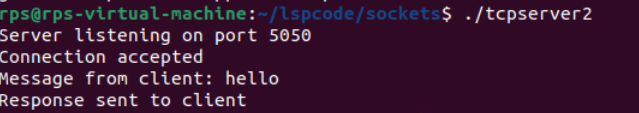 rps@rps-virtual-machine:~/lspcode/sockets$ ./tcpserver2
Server listening on port 5050
Connection accepted
Message from client: hello
Response sent to client